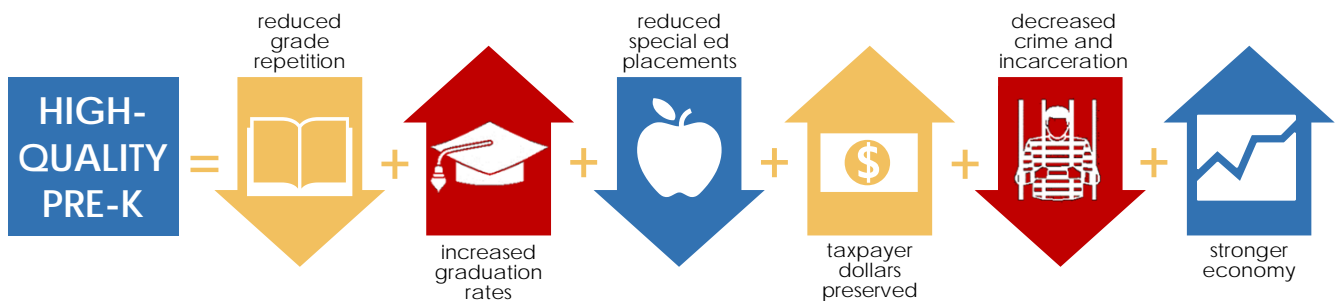 HIGH-
QUALITY
PRE-K
=
reduced
grade
repetition
+
increased
graduation
rates
+
reduced
special ed
placements
+
$
taxpayer
dollars
preserved
+
decreased
crime and
incarceration
+
stronger
economy